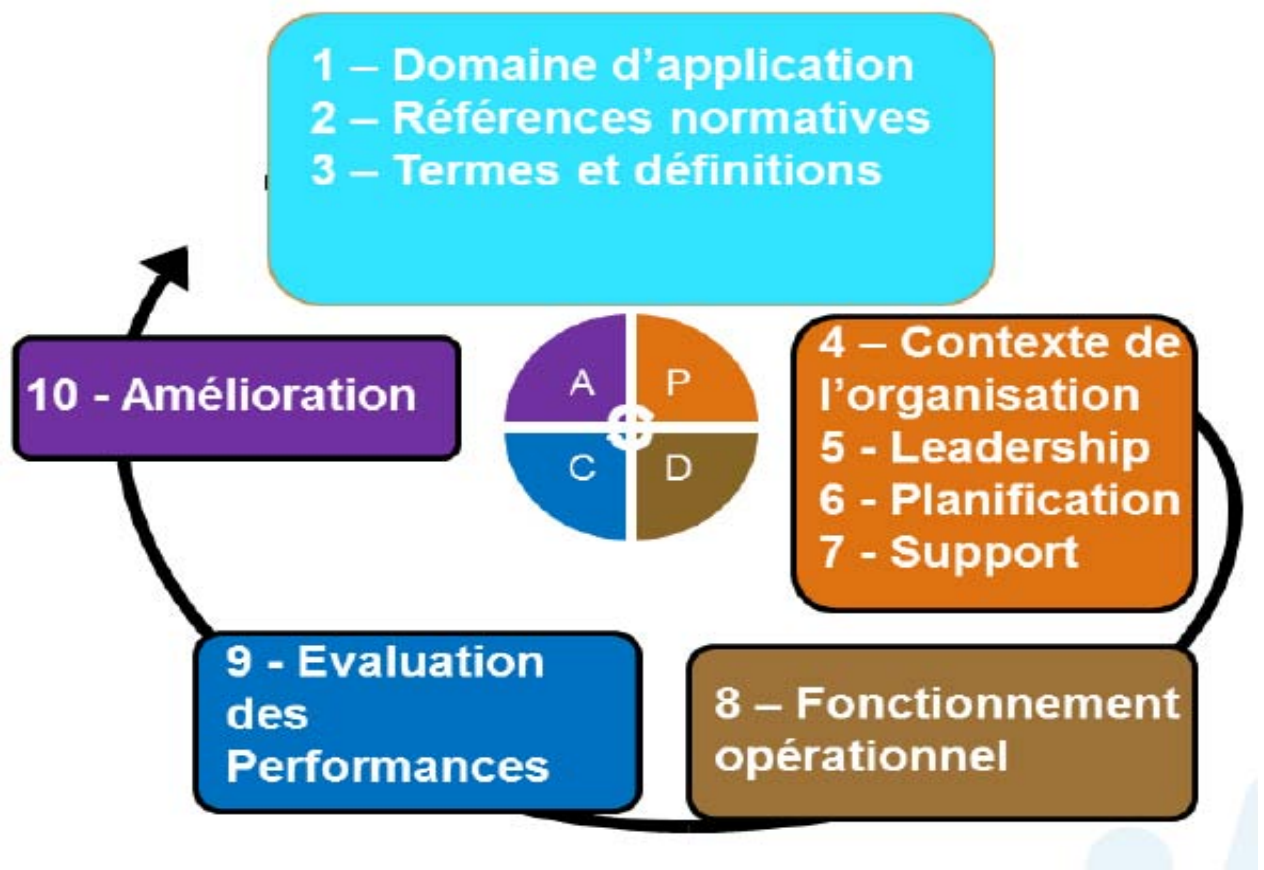 1 – Domaine d’application
2 – Références normatives
3 – Termes et définitions
10 - Amélioration
A
P
C
D
4 – Contexte de
l’organisation
5 - Leadership
6 - Planification
7 - Support
9 - Evaluation
des
Performances
8 – Fonctionnement
opérationnel